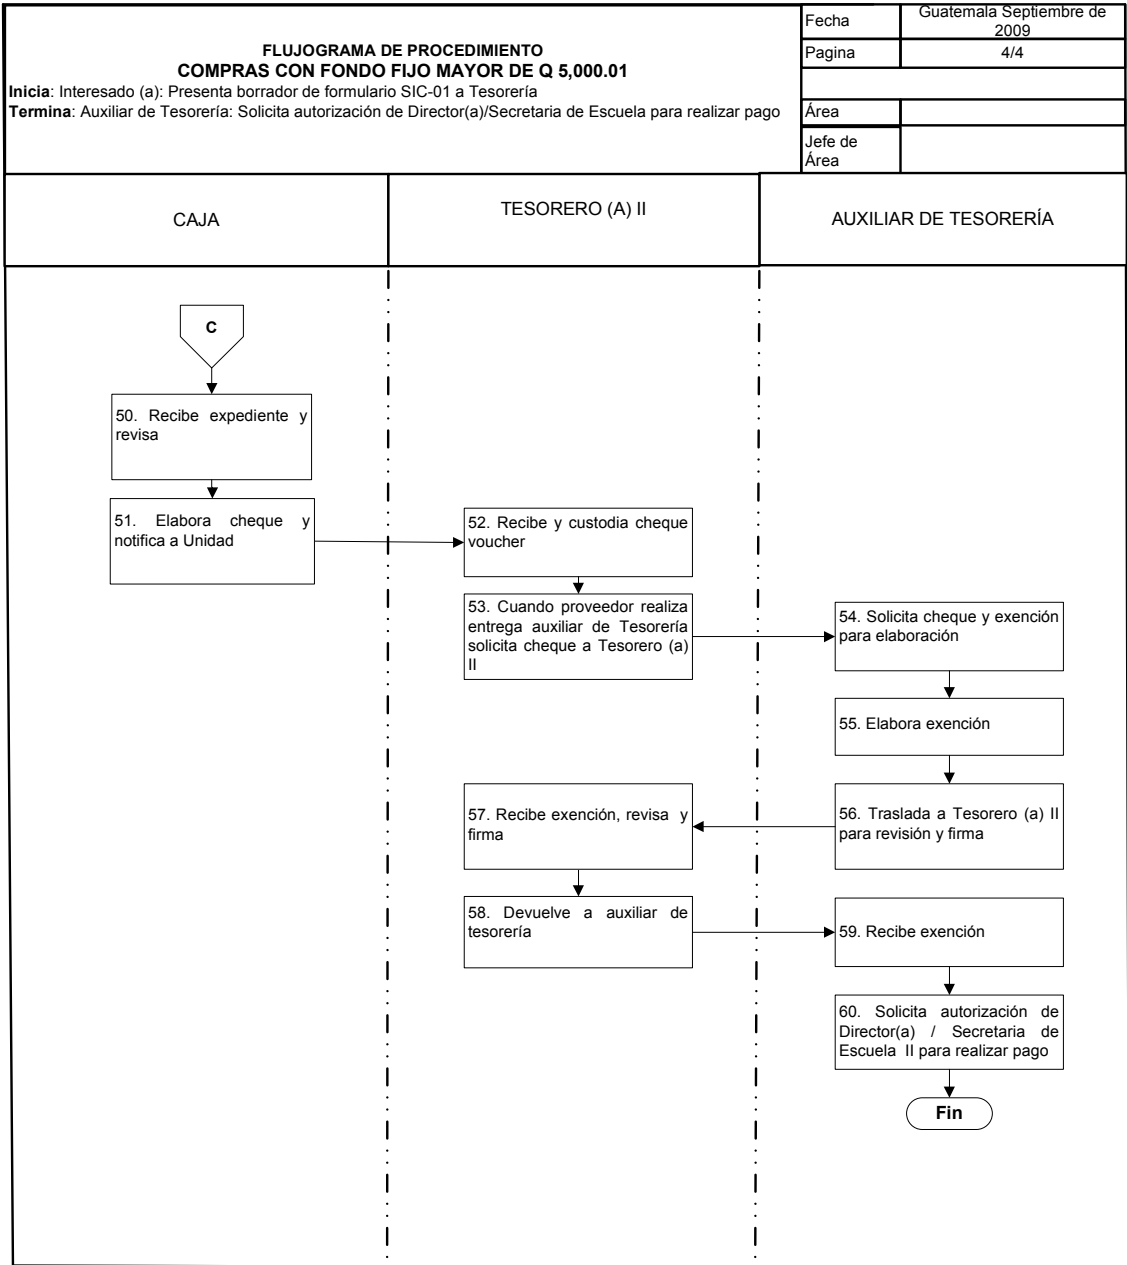 FLUJOGRAMA DE PROCEDIMIENTO
COMPRAS CON FONDO FIJO MAYOR DE Q 5,000.01
Inicia: Interesado (a): Presenta borrador de formulario SIC-01 a Tesorería
Termina: Auxiliar de Tesorería: Solicita autorización de Director(a)/Secretaria de Escuela para realizar pago
Fecha
Guatemala Septiembre de
2009
Pagina
4/4
Área
Jefe de
Área
CAJA
TESORERO (A) II
AUXILIAR DE TESORERÍA
C
50. Recibe expediente y
revisa
51. Elabora cheque y
notifica a Unidad
52. Recibe y custodia cheque
voucher
53. Cuando proveedor realiza
entrega auxiliar de Tesorería
solicita cheque a Tesorero (a)
II
54. Solicita cheque y exención
para elaboración
55. Elabora exención
56. Traslada a Tesorero (a) II
para revisión y firma
57. Recibe exención, revisa y
firma
58. Devuelve a auxiliar de
tesorería
59. Recibe exención
60. Solicita autorización de
Director(a) / Secretaria de
Escuela II para realizar pago
Fin